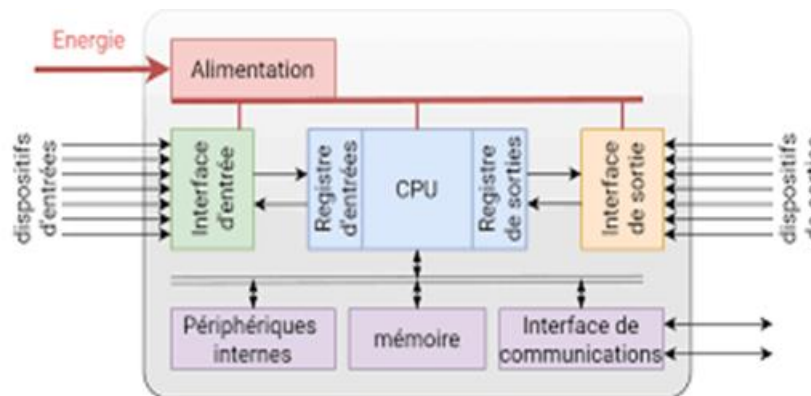 Energie
Alimentation
dispositifs
d'entrées
Interface
d'entrée
Registre
d'entrées
CPU
Registre
de sorties
Interface
de sortie
dispositifs
Périphériques
internes
mémoire
Interface de
communications